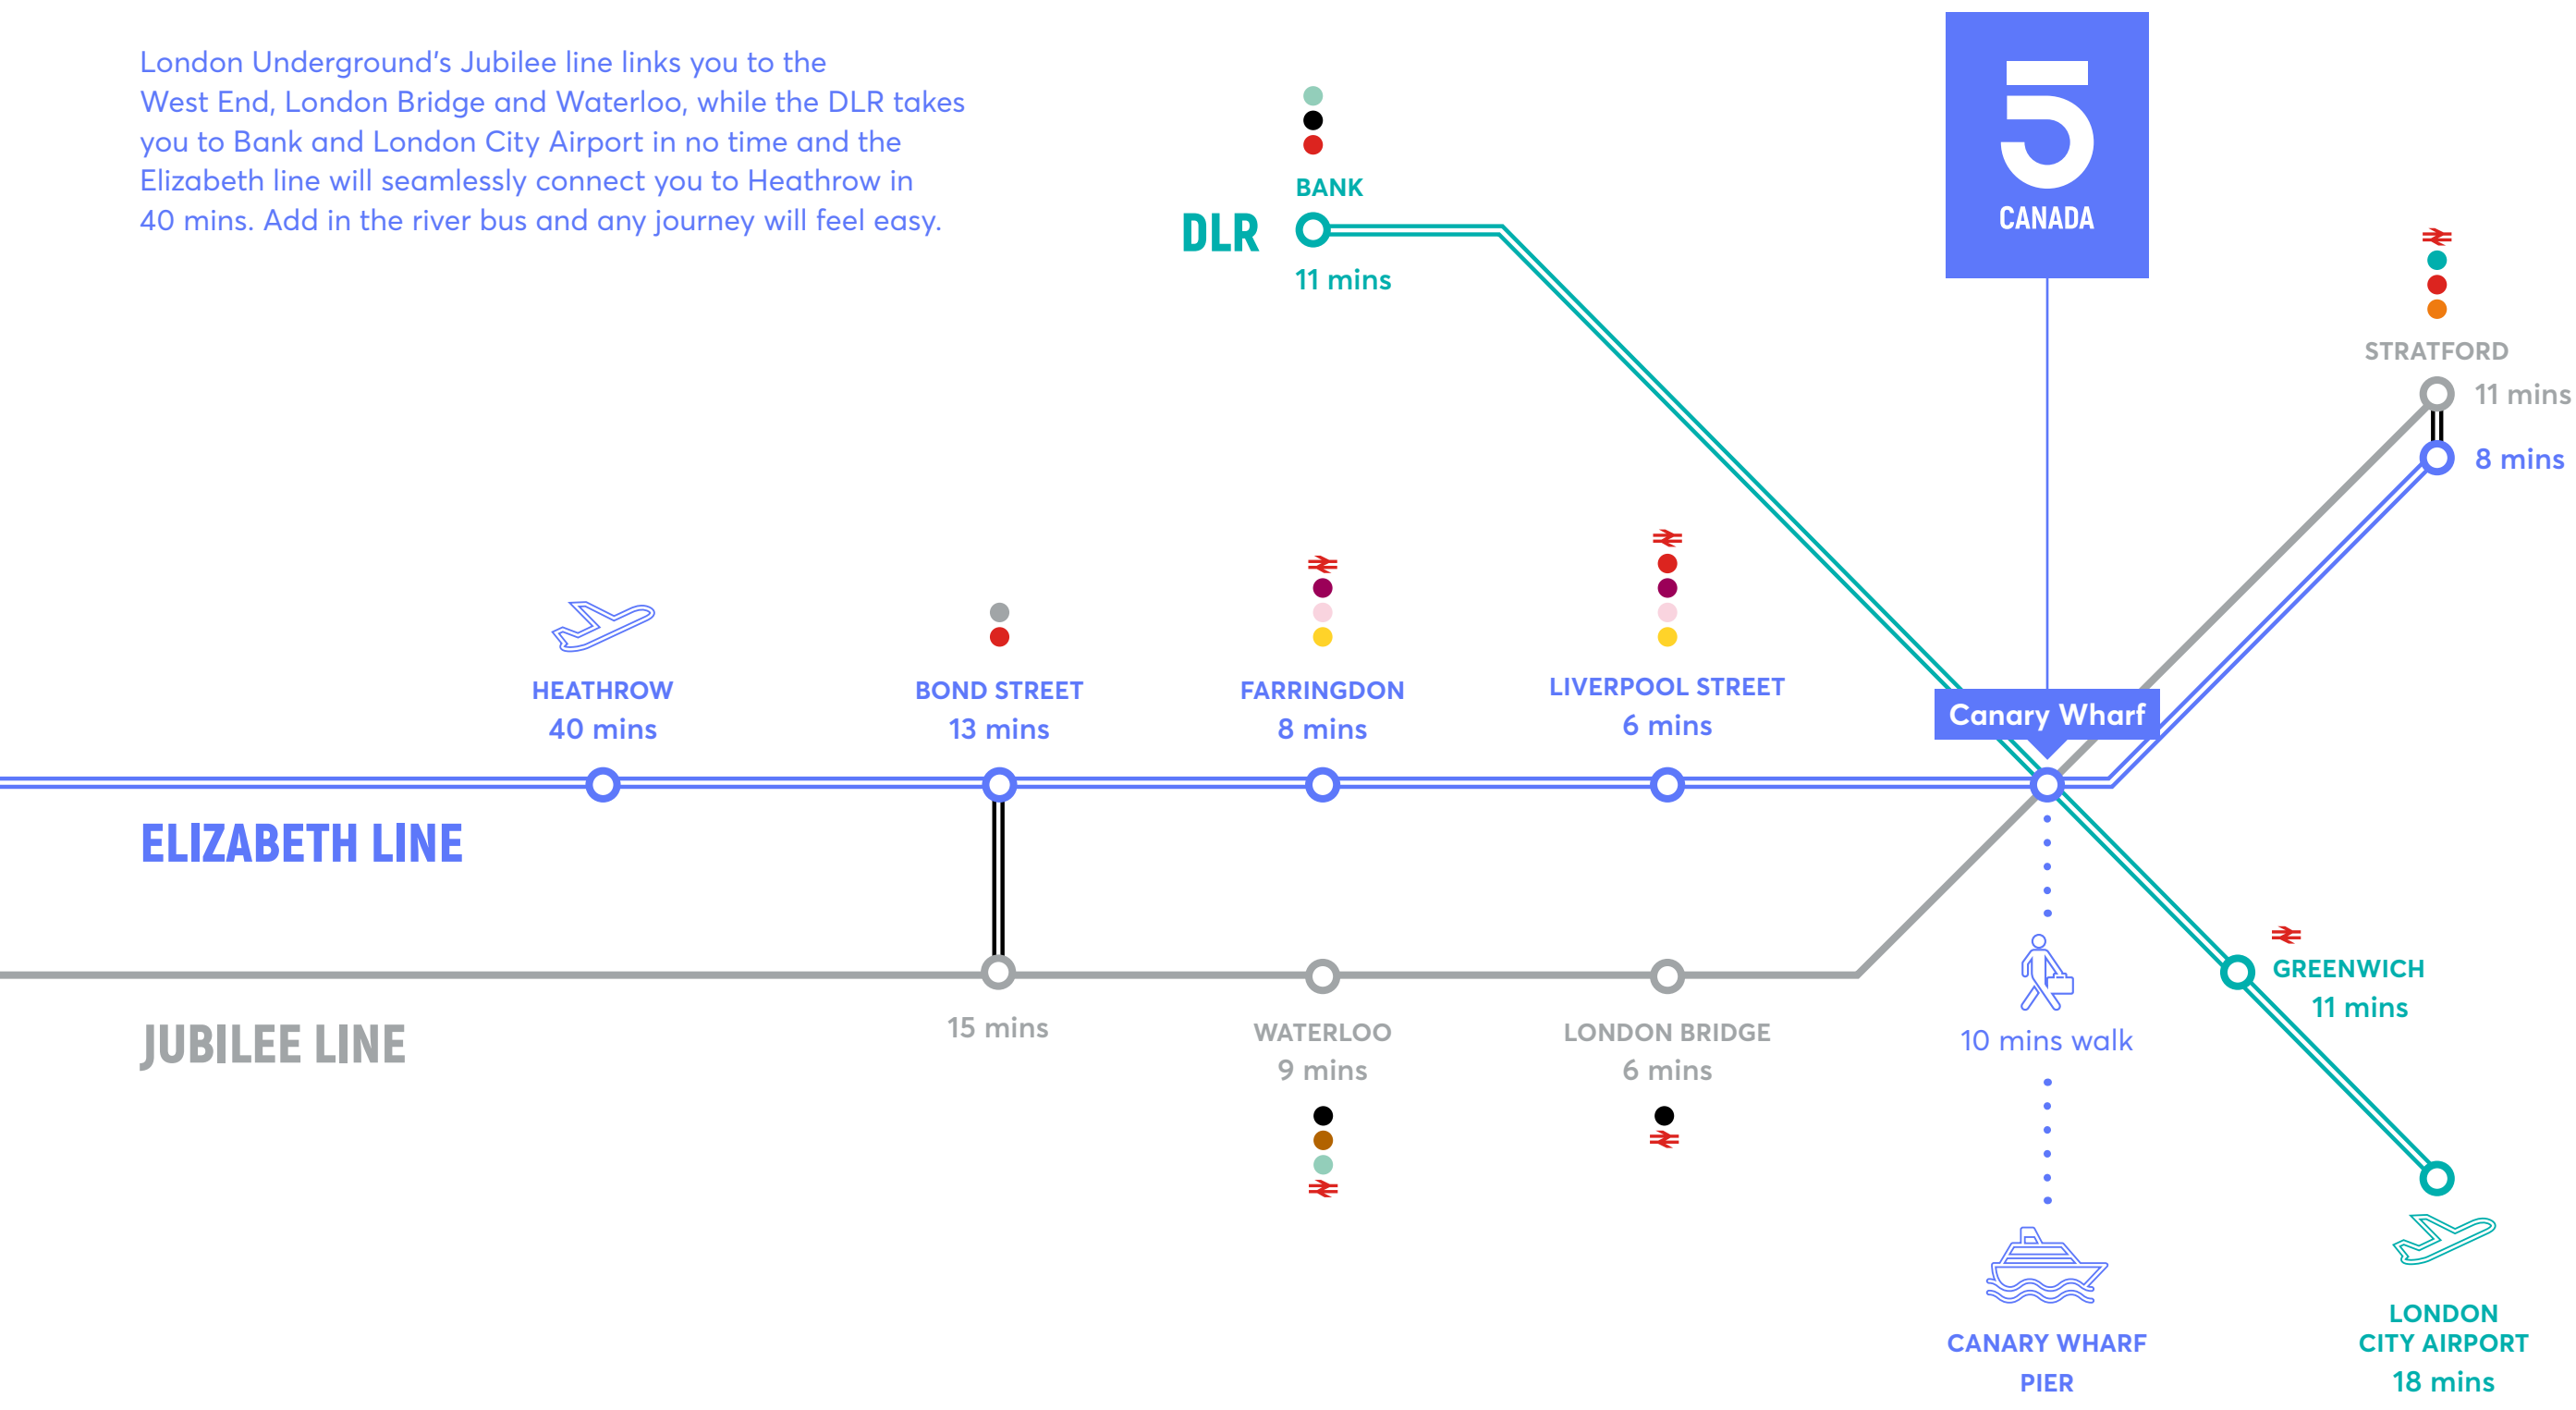 London Underground's Jubilee line links you to the
West End, London Bridge and Waterloo, while the DLR takes
you to Bank and London City Airport in no time and the
Elizabeth line will seamlessly connect you to Heathrow in
40 mins. Add in the river bus and any journey will feel easy.
5
CANADA
BANK
DLR
11 mins
STRATFORD
11 mins
8 mins
HEATHROW
40 mins
BOND STREET
13 mins
FARRINGDON
8 mins
LIVERPOOL STREET
6 mins
Canary Wharf
ELIZABETH LINE
JUBILEE LINE
15 mins
WATERLOO
9 mins
LONDON BRIDGE
6 mins
10 mins walk
GREENWICH
11 mins
CANARY WHARF
PIER
LONDON
CITY AIRPORT
18 mins